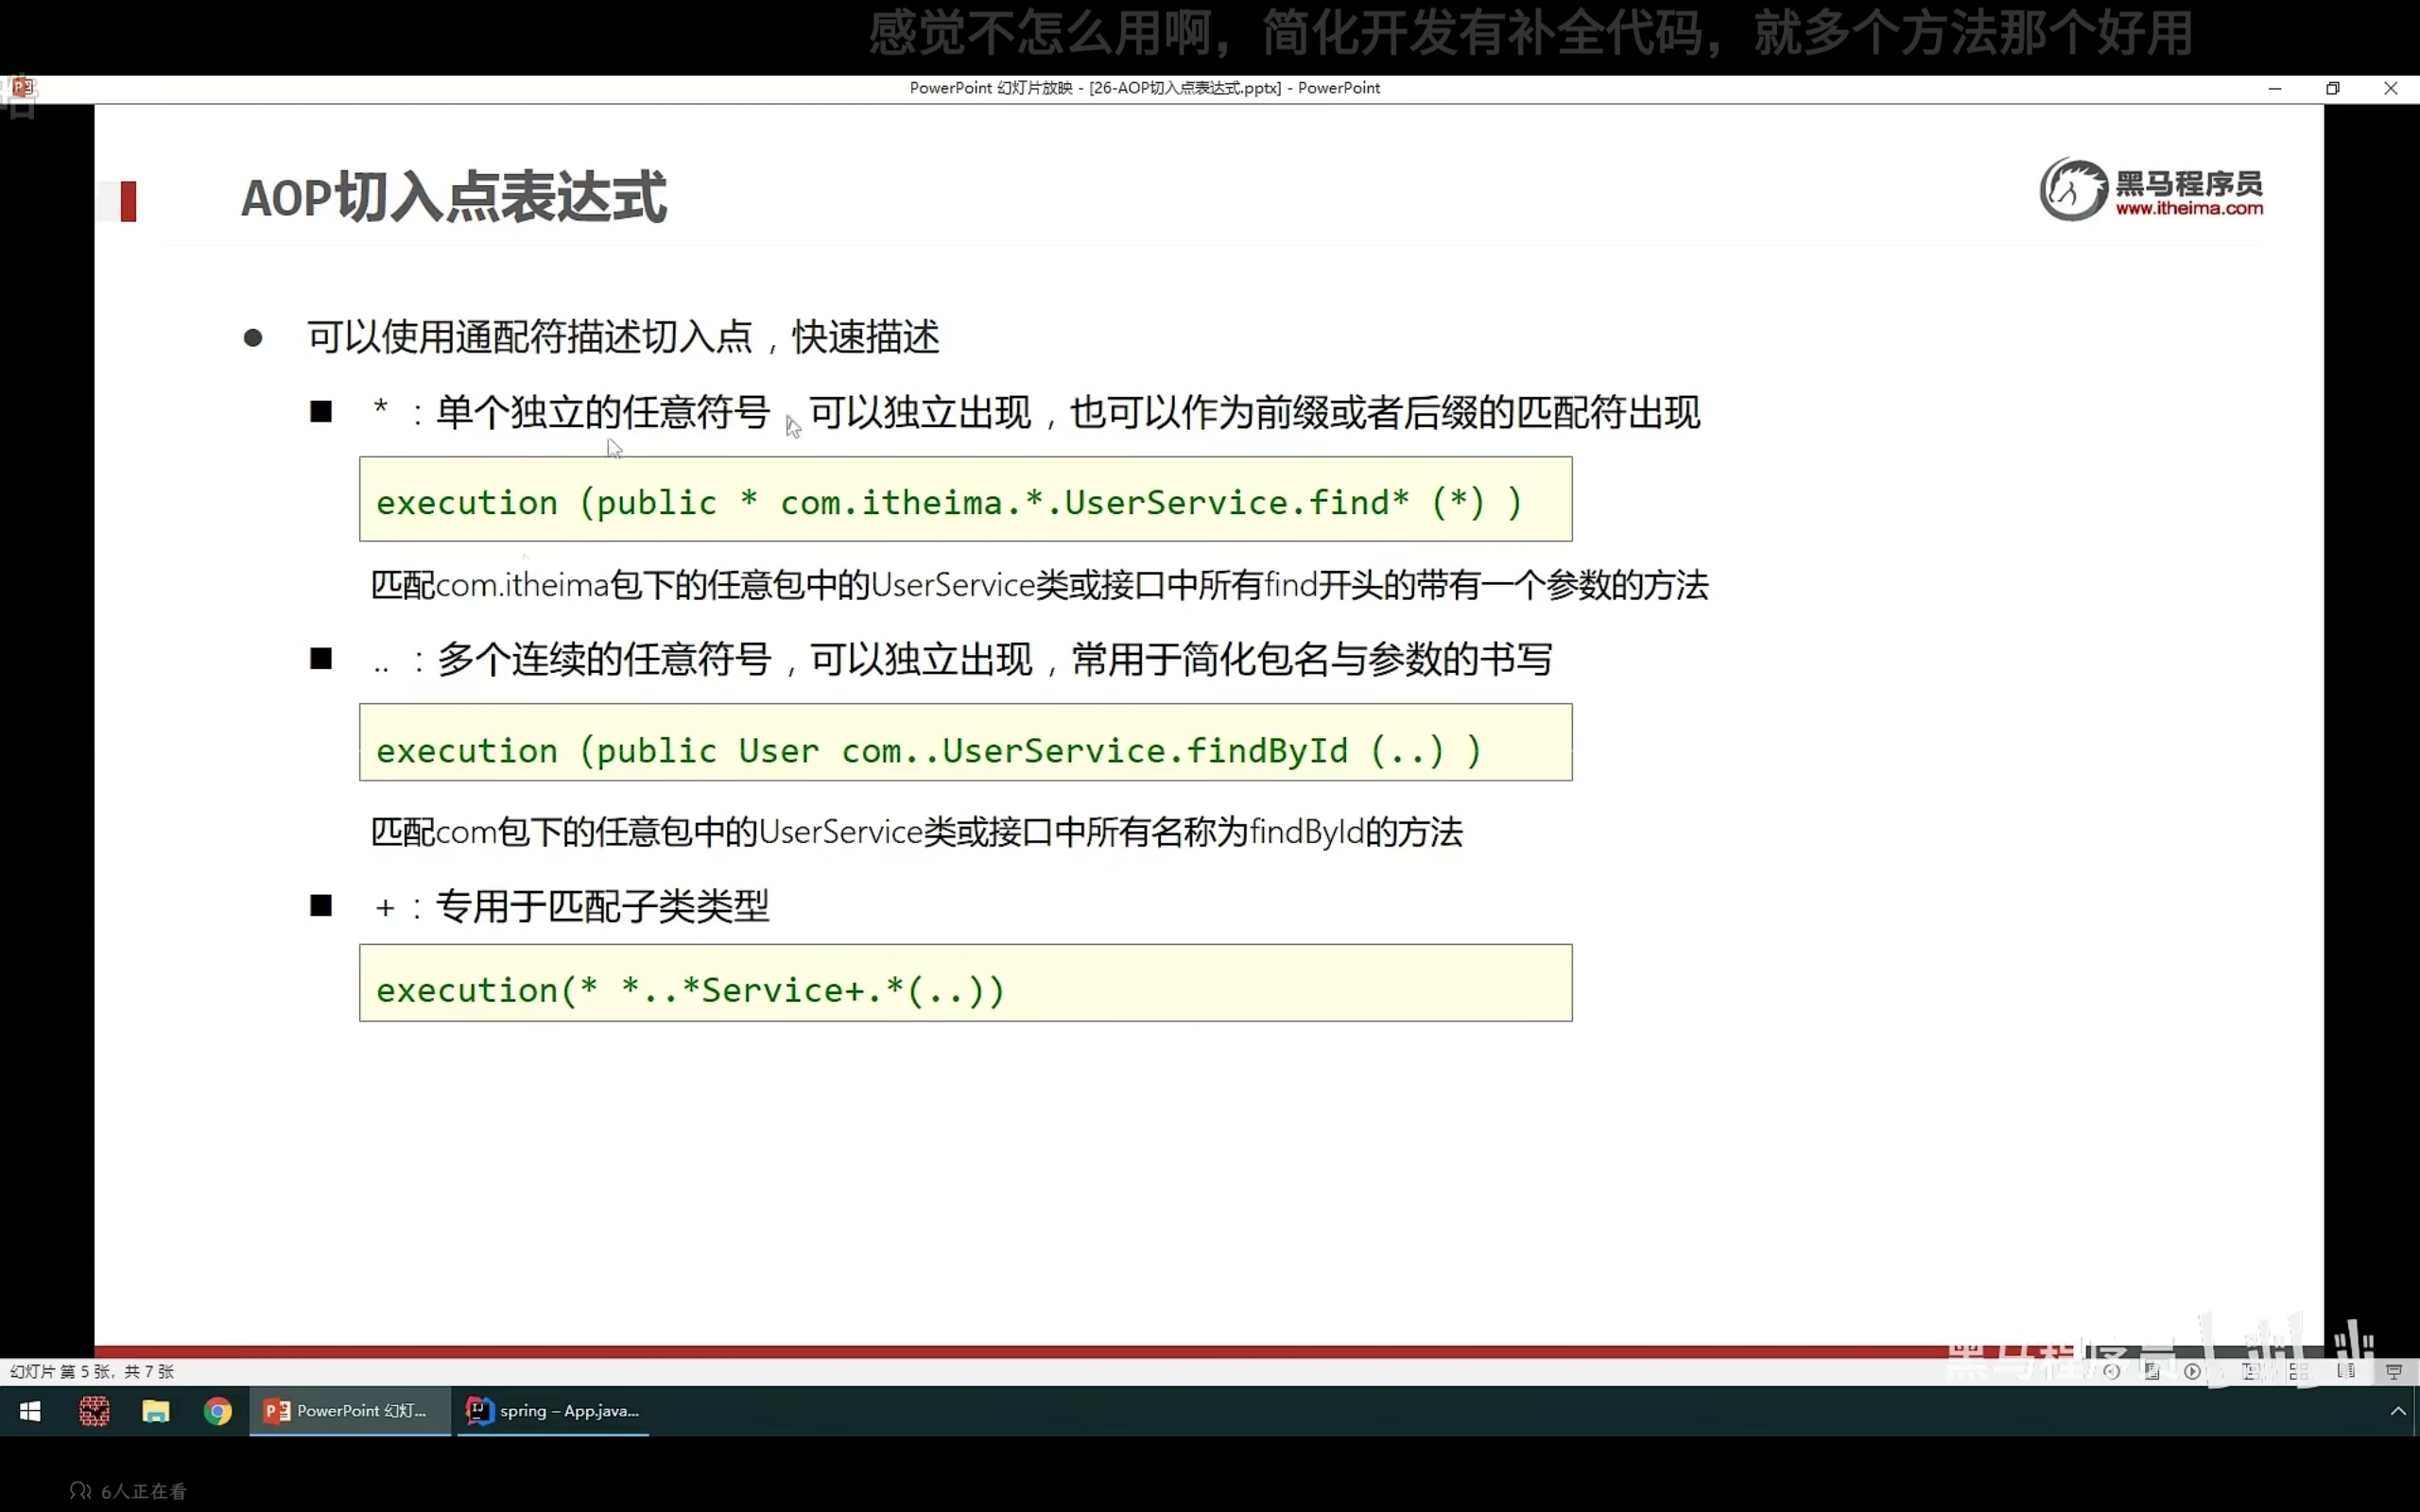 感觉不怎么用啊，简化开发有补全代码，就多个方法那个好用
PowerPoint 幻灯片放映 - [26-AOP切入点表达式.pptx] - PowerPoint
AOP切入点表达式
黑马程序员
www.itheima.com
● 可以使用通配符描述切入点，快速描述
■ * ：单个独立的任意符号，可以独立出现，也可以作为前缀或者后缀的匹配符出现
execution (public * com.itheima.*.UserService.find* (*) )
匹配com.itheima包下的任意包中的UserService类或接口中所有find开头的带有一个参数的方法
■ .. ：多个连续的任意符号，可以独立出现，常用于简化包名与参数的书写
execution (public User com..UserService.findById (..) )
匹配com包下的任意包中的UserService类或接口中所有名称为findById的方法
■ + ：专用于匹配子类类型
execution(* *..*Service+.*(..))
黑马程序员
幻灯片 第 5 张，共 7 张
PowerPoint 幻灯...
spring – App.java...
6人正在看